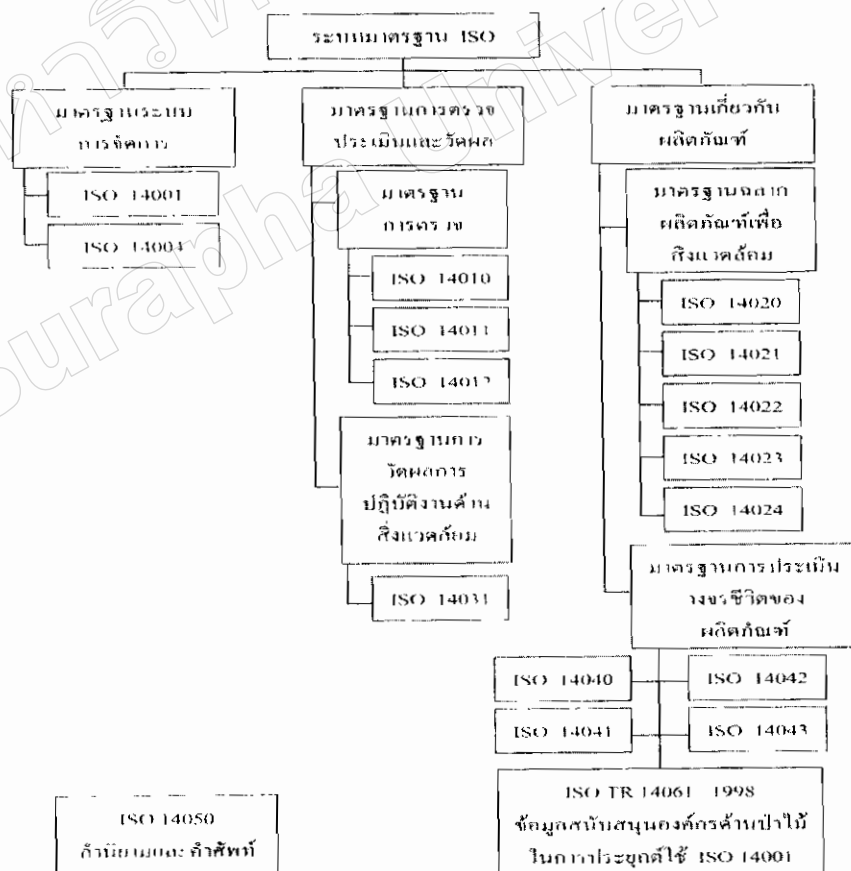 ระบบมาตรฐาน ISO
มาตรฐานระบบ
การจัดการ
ISO 14001
ISO 14004
มาตรฐานการตรวจ
ประเมินและวัดผล
มาตรฐาน
การตรวจ
ISO 14010
ISO 14011
ISO 14012
มาตรฐานการ
วัดผลการ
ปฏิบัติงานด้าน
สิ่งแวดล้อม
ISO 14031
มาตรฐานเกี่ยวกับ
ผลิตภัณฑ์
มาตรฐานฉลาก
ผลิตภัณฑ์เพื่อ
สิ่งแวดล้อม
ISO 14020
ISO 14021
ISO 14022
ISO 14023
ISO 14024
มาตรฐานการประเมิน
วงจรชีวิตของ
ผลิตภัณฑ์
ISO 14040
ISO 14042
ISO 14041
ISO 14043
ISO TR 14061 1998
ข้อมูลสนับสนุนองค์กรด้านป่าไม้
ในการประยุกต์ใช้ ISO 14001
ISO 14050
คำนิยามและคำศัพท์
Burapha Univer